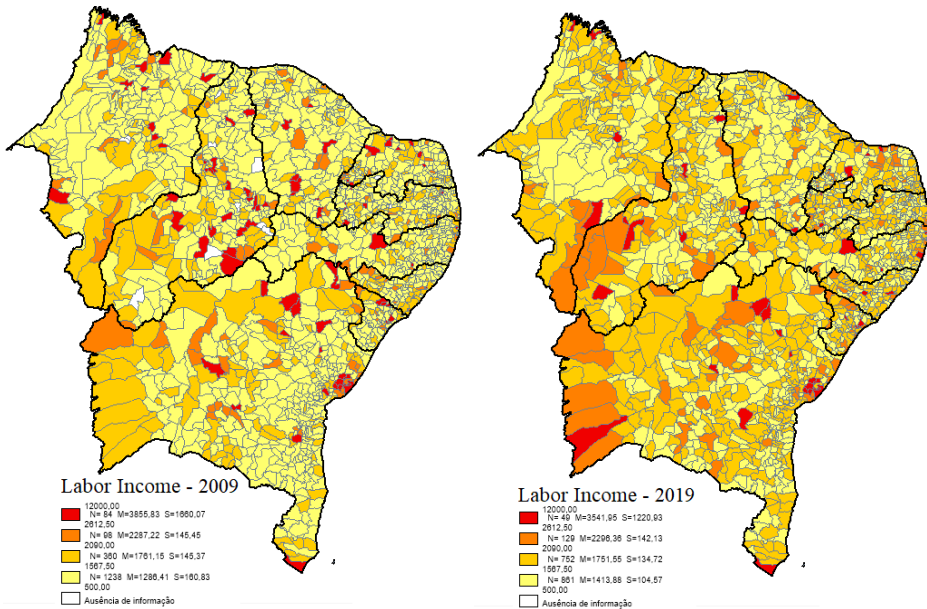 Labor Income - 2009
12000,00
N= 84 M=3855,83 S=1660,07
2612,50
N= 98 M=2287,22 S=145,45
2090,00
N= 360 M=1761,15 S=145,37
1567,50
N= 1238 M=1286,41 S=160,83
500,00
Ausência de informação
Labor Income - 2019
12000,00
N= 49 M=3541,95 S=1220,93
2612,50
N= 129 M=2296,36 S=142,13
2090,00
N= 752 M=1751,55 S=134,72
1567,50
N= 861 M=1413,88 S=104,57
500,00
Ausência de informação